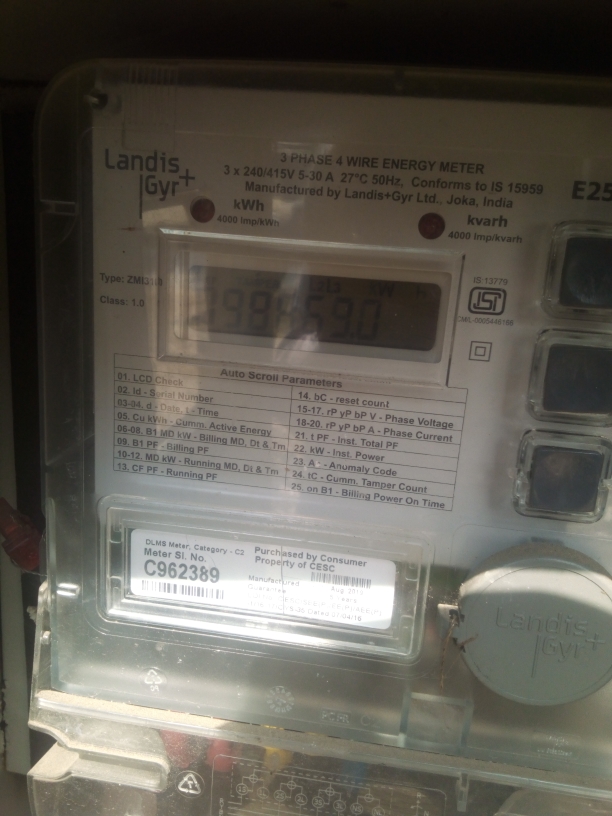 Landis
Gyr+
3 PHASE 4 WIRE ENERGY METER
3 x 240/415V 5-30 A 27°C 50Hz, Conforms to IS 15959
Manufactured by Landis+Gyr Ltd., Joka, India
E25
kWh
4000 Imp/kWh
kvarh
4000 Imp/kvarh
Type:
Class: 1.0
IS:13779
Auto Scroll Parameters
01. LCD Check
02. Id - Serial Number
03-04. d - Date, t - Time
05. Cu kWh - Cumm. Active Energy
06-08. B1 MD kW - Billing MD, Dt & Tm
09. B1 PF - Billing PF
10-12. MD kW - Running MD, Dt & Tm
13. CF PF - Running PF
14. bC - reset count
15-17. rP yP bP V - Phase Voltage
18-20. rP yP bP A - Phase Current
21. t PF - Inst. Total PF
22. kW - Inst. Power
23. A - Anumaly Code
24. tC - Cumm. Tamper Count
25. on B1 - Billing Power On Time
DLMS Meter, Category - C2
Meter Sl. No.
C962389
Purchased by Consumer
Property of CESC
Manufactured
Guarantee
Landis
Gyr+